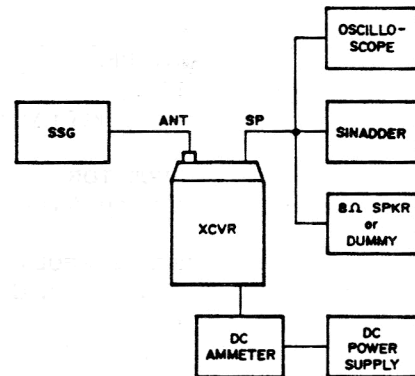 OSCILLO-
SCOPE
ANT
SP
SSG
SINADDER
8Ω SPKR
or
DUMMY
XCVR
DC
AMMETER
DC
POWER
SUPPLY